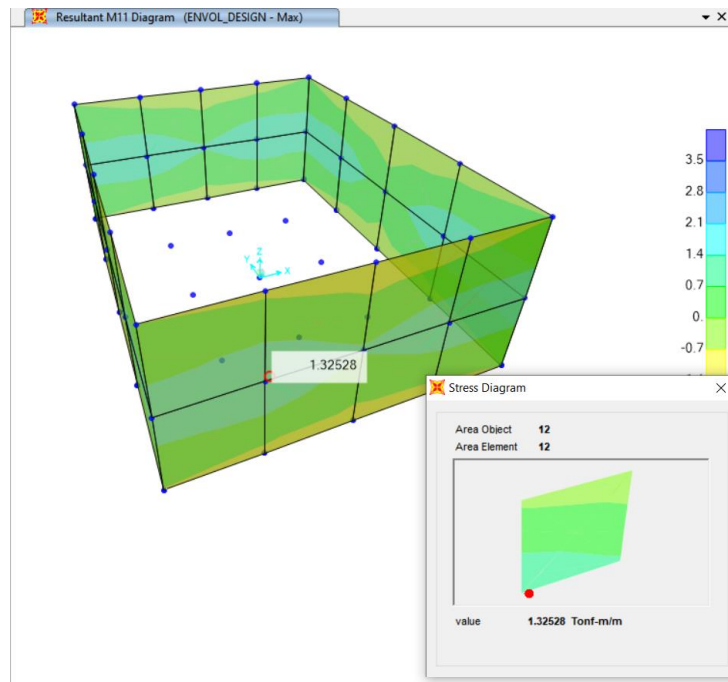 Resultant M11 Diagram (ENVOL_DESIGN - Max)
3.5
2.8
2.1
1.4
0.7
0.
-0.7
Z
Y
X
1.32528
Stress Diagram
Area Object 12
Area Element 12
value 1.32528 Tonf-m/m